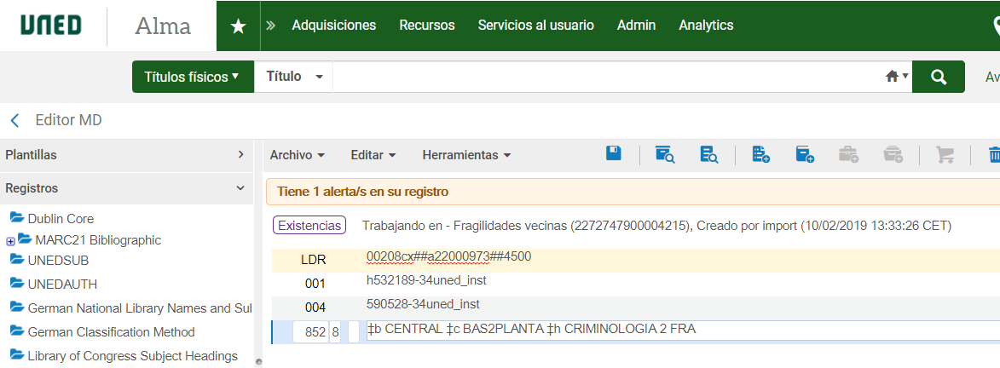 UNED Alma Adquisiciones Recursos Servicios al usuario Admin Analytics
Títulos físicos Título Av
Editor MD
Plantillas
Registros
Dublin Core
MARC21 Bibliographic
UNEDSUB
UNEDAUTH
German National Library Names and Sul
German Classification Method
Library of Congress Subject Headings
Archivo Editar Herramientas
Tiene 1 alerta/s en su registro
Existencias Trabajando en - Fragilidades vecinas (2272747900004215), Creado por import (10/02/2019 13:33:26 CET)
LDR 00208cx##a22000973##4500
001 h532189-34uned_inst
004 590528-34uned_inst
852 8 ‡b CENTRAL ‡c BAS2PLANTA ‡h CRIMINOLOGIA 2 FRA